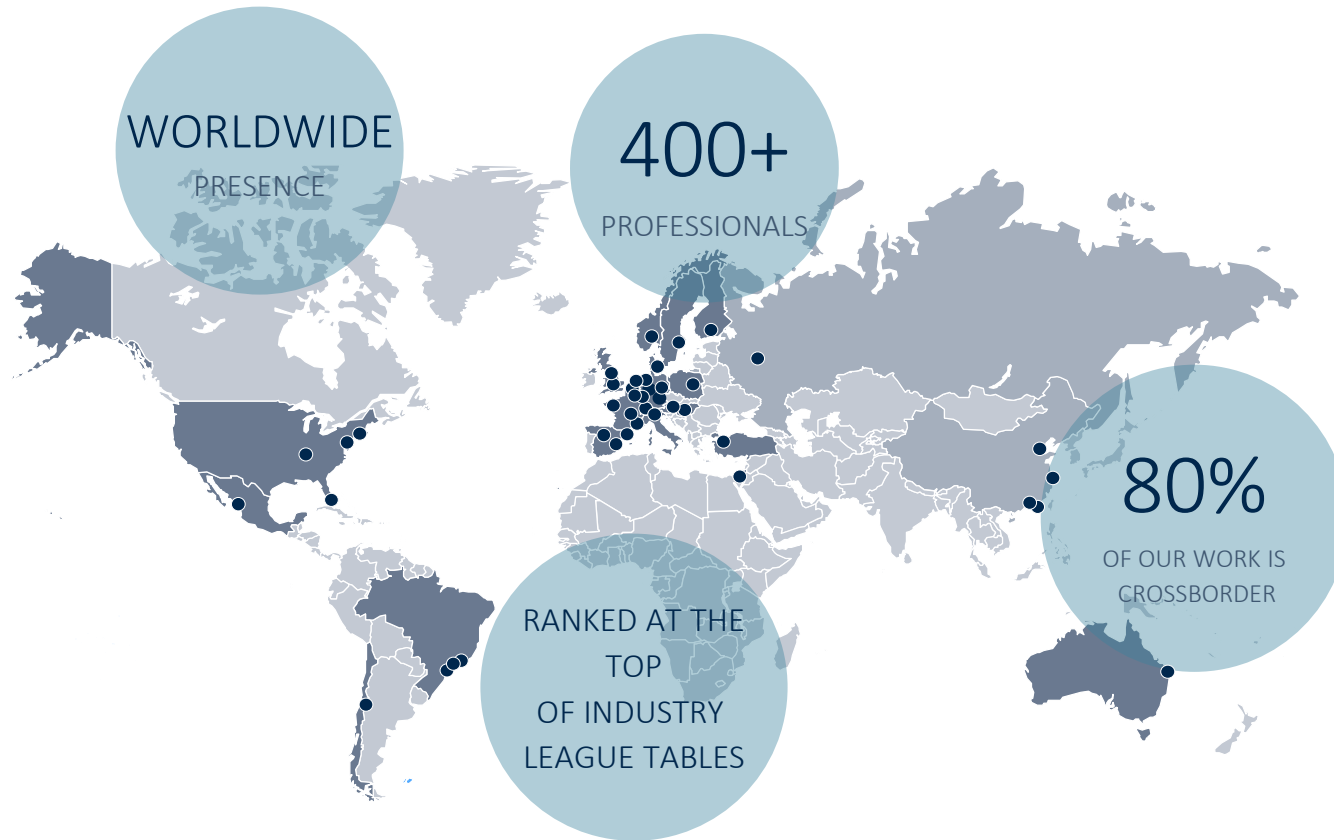 WORLDWIDE
PRESENCE
400+
PROFESSIONALS
80%
OF OUR WORK IS
CROSSBORDER
RANKED AT THE
TOP
OF INDUSTRY
LEAGUE TABLES